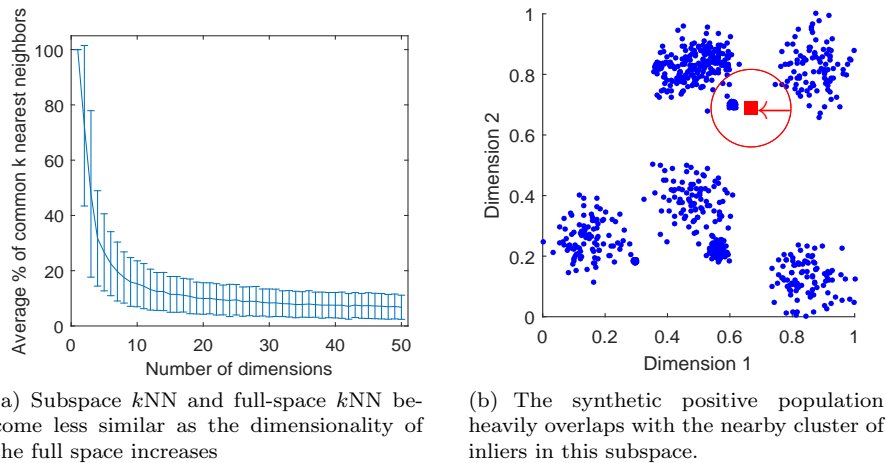 100
80
60
40
20
0
Average % of common k nearest neighbors
0 10 20 30 40 50
Number of dimensions
1
0.8
0.6
0.4
0.2
0
Dimension 2
0 0.2 0.4 0.6 0.8 1
Dimension 1
a) Subspace kNN and full-space kNN be-
come less similar as the dimensionality of
he full space increases
(b) The synthetic positive population
heavily overlaps with the nearby cluster of
inliers in this subspace.